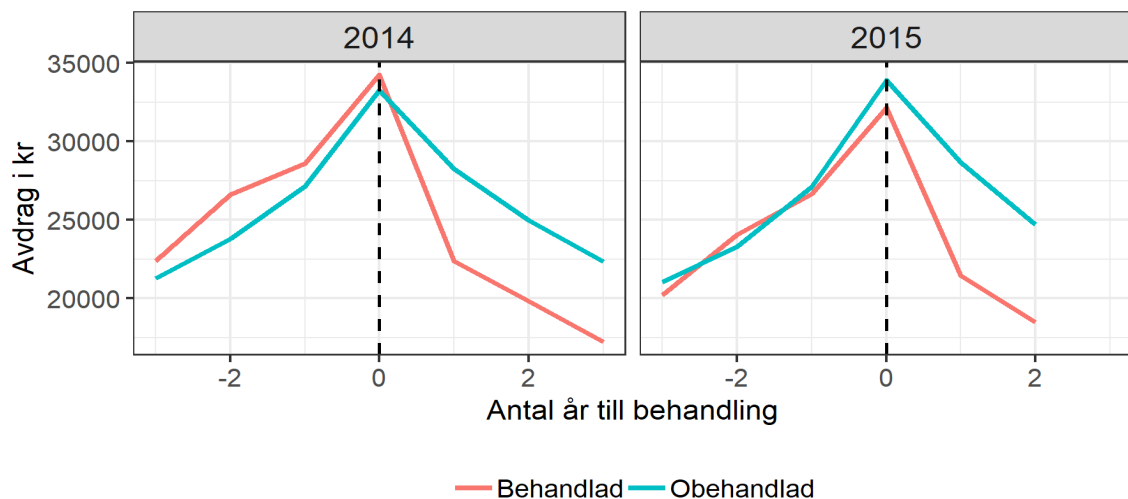 2014 2015
35000
30000
25000
20000
Avdrag i kr
-2 0 2 -2 0 2
Antal år till behandling
Behandlad Obehandlad